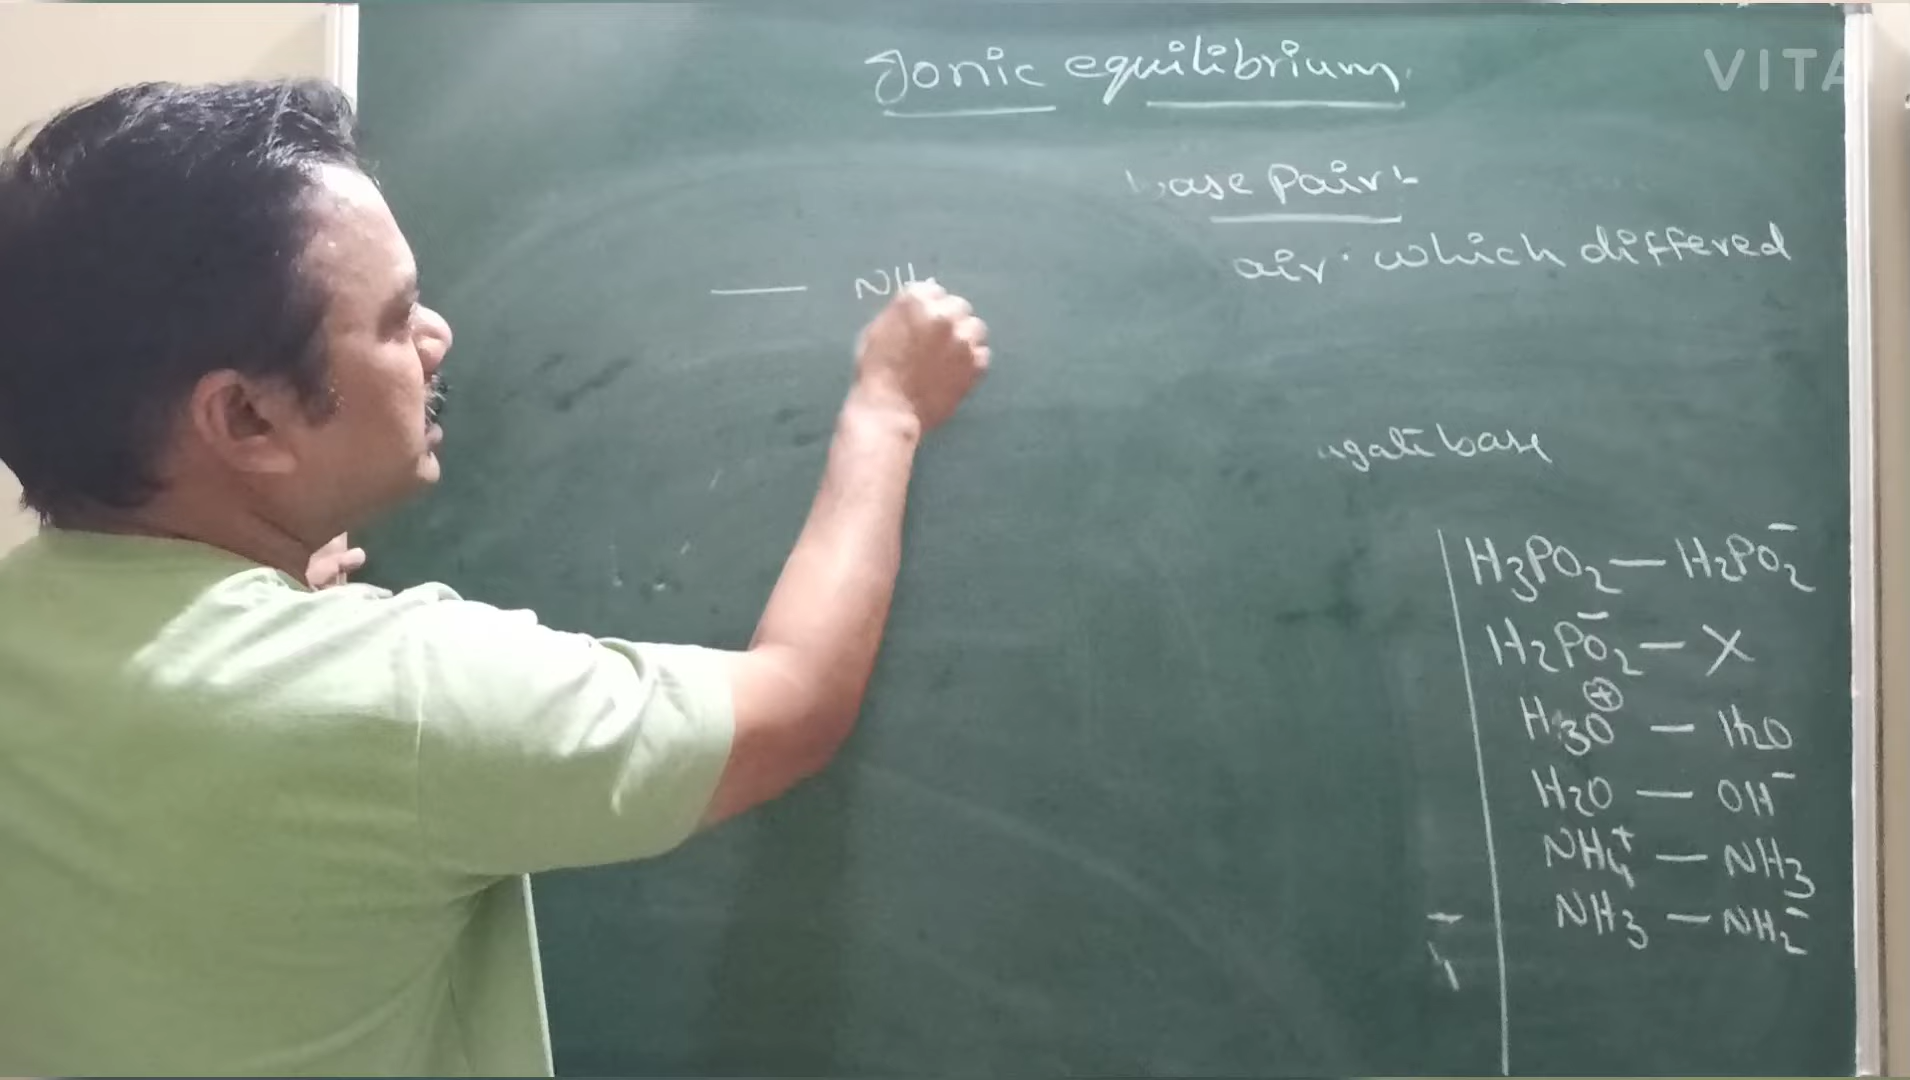 Ionic equilibrium
VITA
base pair:-
air which differed
— NH
ugate base
H₃PO₂ — H₂PO₂⁻
H₂PO₂⁻ — X
H₃O⊕ — H₂O
H₂O — OH⁻
NH₄⁺ — NH₃
NH₃ — NH₂⁻